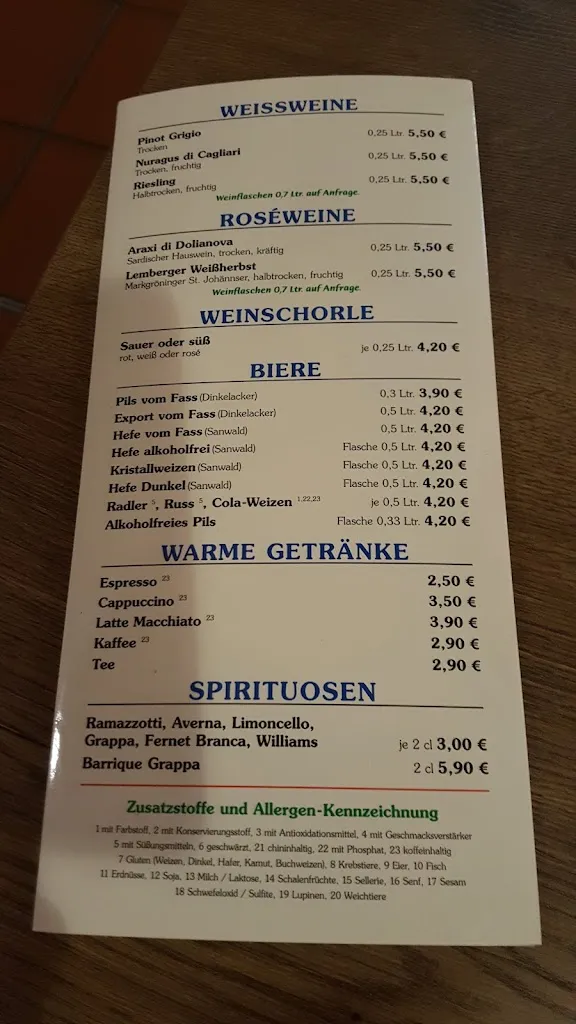 WEISSWEINE
Pinot Grigio 0,25 Ltr. 5,50 €
Trocken
Nuragus di Cagliari 0,25 Ltr. 5,50 €
Trocken, fruchtig
Riesling 0,25 Ltr. 5,50 €
Halbtrocken, fruchtig
Weinflaschen 0,7 Ltr. auf Anfrage.
ROSÉWEINE
Araxi di Dolianova 0,25 Ltr. 5,50 €
Sardischer Hauswein, trocken, kräftig
Lemberger Weißherbst 0,25 Ltr. 5,50 €
Markgröninger St. Johännser, halbtrocken, fruchtig
Weinflaschen 0,7 Ltr. auf Anfrage.
WEINSCHORLE
Sauer oder süß je 0,25 Ltr. 4,20 €
rot, weiß oder rosé
BIERE
Pils vom Fass (Dinkelacker) 0,3 Ltr. 3,90 €
Export vom Fass (Dinkelacker) 0,5 Ltr. 4,20 €
Hefe vom Fass (Sanwald) 0,5 Ltr. 4,20 €
Hefe alkoholfrei (Sanwald) Flasche 0,5 Ltr. 4,20 €
Kristallweizen (Sanwald) Flasche 0,5 Ltr. 4,20 €
Hefe Dunkel (Sanwald) Flasche 0,5 Ltr. 4,20 €
Radler 5, Russ 5, Cola-Weizen 1,22,23 je 0,5 Ltr. 4,20 €
Alkoholfreies Pils Flasche 0,33 Ltr. 4,20 €
WARME GETRÄNKE
Espresso 23 2,50 €
Cappuccino 23 3,50 €
Latte Macchiato 23 3,90 €
Kaffee 23 2,90 €
Tee 2,90 €
SPIRITUOSEN
Ramazzotti, Averna, Limoncello,
Grappa, Fernet Branca, Williams je 2 cl 3,00 €
Barrique Grappa 2 cl 5,90 €
Zusatzstoffe und Allergen-Kennzeichnung
1 mit Farbstoff, 2 mit Konservierungsstoff, 3 mit Antioxidationsmittel, 4 mit Geschmacksverstärker
5 mit Süßungsmitteln, 6 geschwärzt, 21 chininhaltig, 22 mit Phosphat, 23 koffeinhaltig
7 Gluten (Weizen, Dinkel, Hafer, Kamut, Buchweizen), 8 Krebstiere, 9 Eier, 10 Fisch
11 Erdnüsse, 12 Soja, 13 Milch / Laktose, 14 Schalenfrüchte, 15 Sellerie, 16 Senf, 17 Sesam
18 Schwefeloxid / Sulfite, 19 Lupinen, 20 Weichtiere